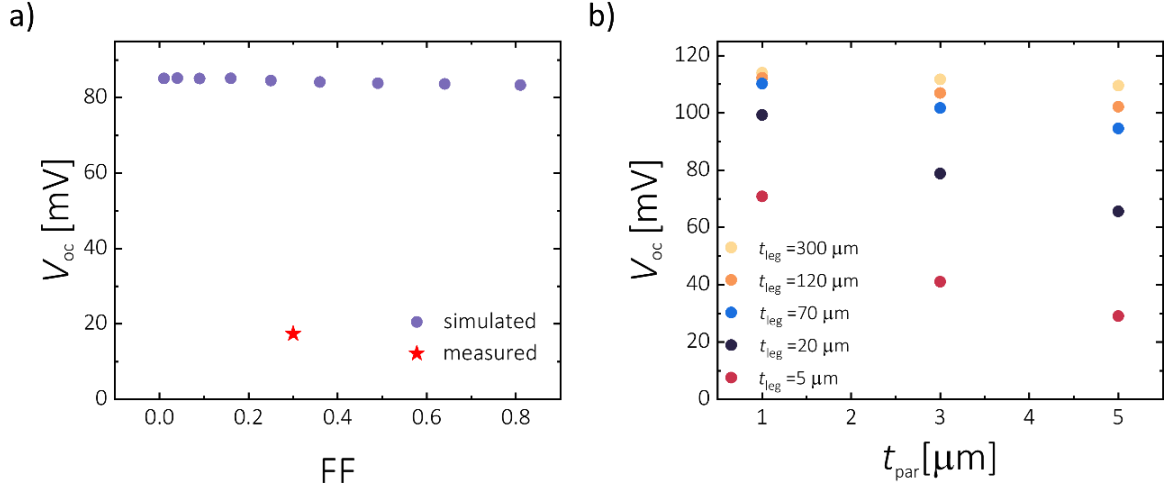 a)
80
60
40
20
0
0.0 0.2 0.4 0.6 0.8
V_oc [mV]
FF
simulated
measured
b)
120
100
80
60
40
20
0
1 2 3 4 5
V_oc [mV]
t_par [μm]
t_leg =300 μm
t_leg =120 μm
t_leg =70 μm
t_leg =20 μm
t_leg =5 μm